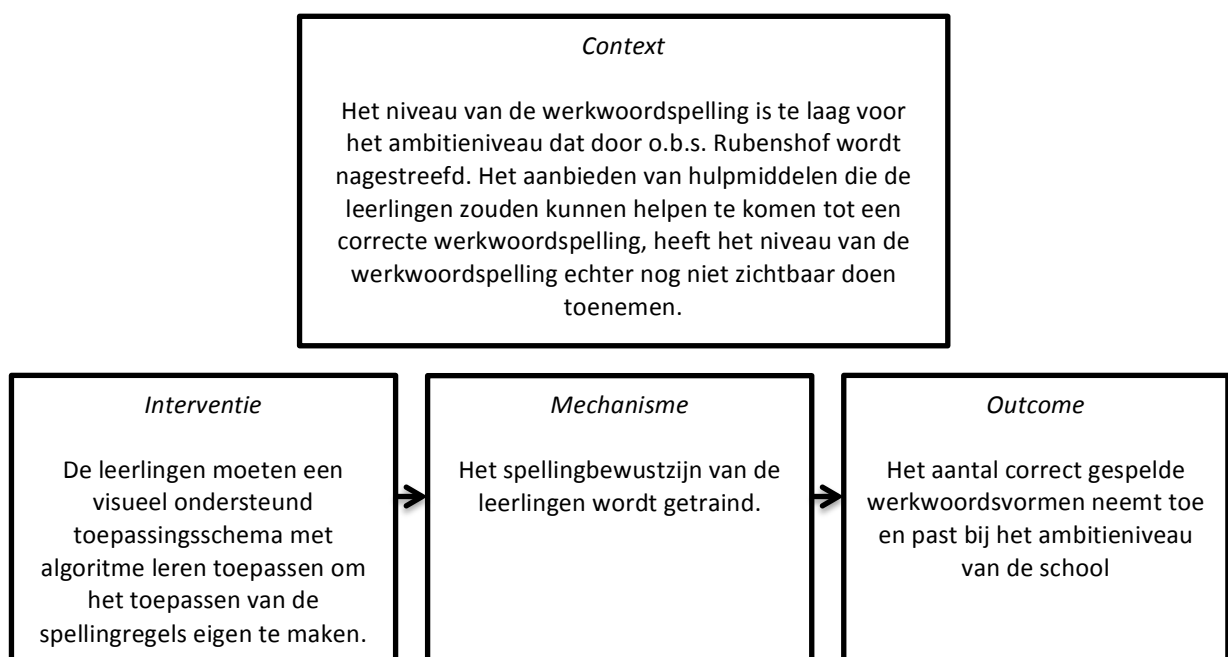 Context
Het niveau van de werkwoordspelling is te laag voor
het ambitieniveau dat door o.b.s. Rubenshof wordt
nagestreefd. Het aanbieden van hulpmiddelen die de
leerlingen zouden kunnen helpen te komen tot een
correcte werkwoordspelling, heeft het niveau van de
werkwoordspelling echter nog niet zichtbaar doen
toenemen.
Interventie
De leerlingen moeten een
visueel ondersteund
toepassingsschema met
algoritme leren toepassen om
het toepassen van de
spellingregels eigen te maken.
Mechanisme
Het spellingbewustzijn van de
leerlingen wordt getraind.
Outcome
Het aantal correct gespelde
werkwoordsvormen neemt toe
en past bij het ambitieniveau
van de school